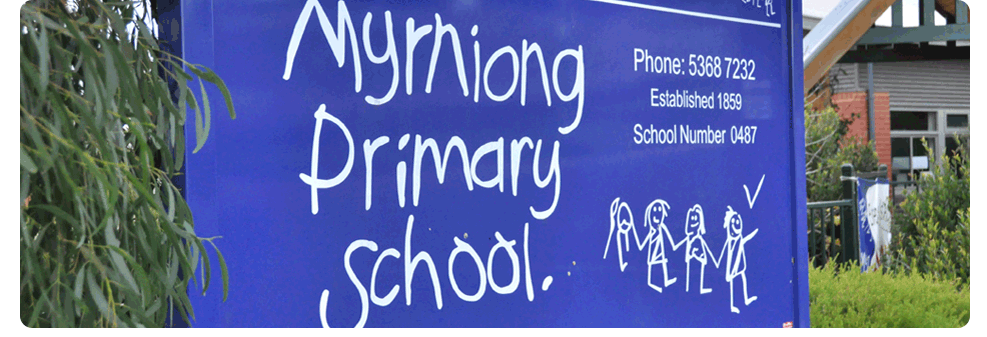 Myrniong
Primary
school.
Phone: 5368 7232
Established 1859
School Number 0487